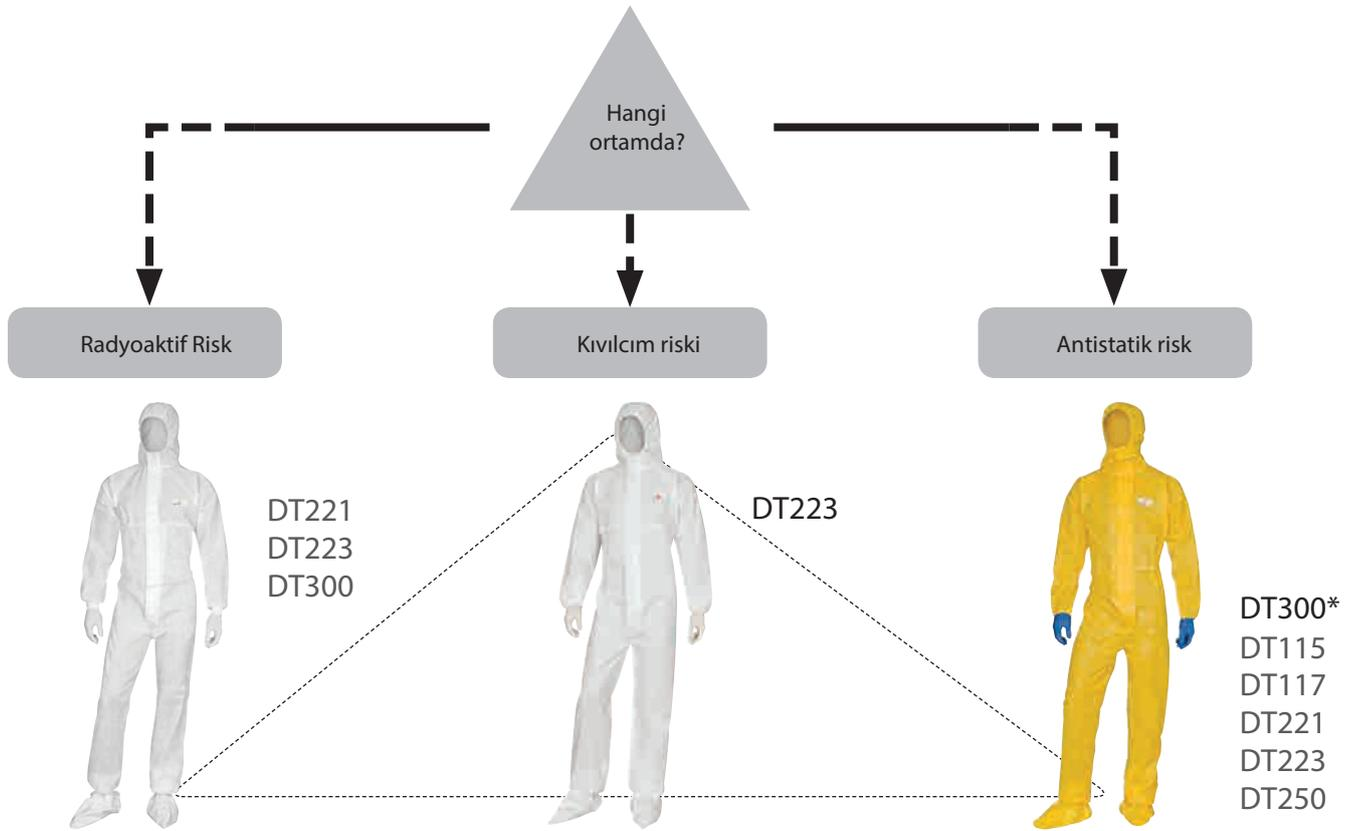 Hangi
ortamda?
Radyoaktif Risk
Kıvılcım riski
Antistatik risk
DT221
DT223
DT300
DT223
DT300*
DT115
DT117
DT221
DT223
DT250